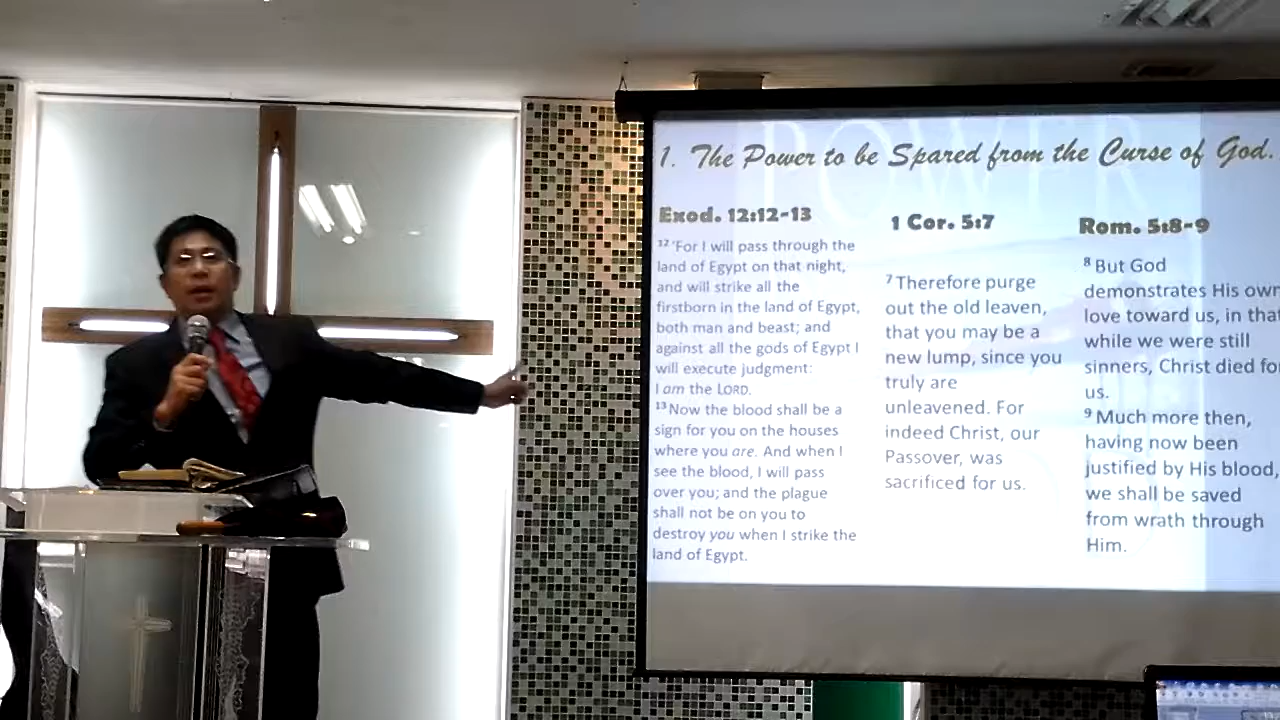 POWER
1. The Power to be Spared from the Curse of God.
Exod. 12:12-13
12 'For I will pass through the
land of Egypt on that night,
and will strike all the
firstborn in the land of Egypt,
both man and beast; and
against all the gods of Egypt I
will execute judgment:
I am the LORD.
13 Now the blood shall be a
sign for you on the houses
where you are. And when I
see the blood, I will pass
over you; and the plague
shall not be on you to
destroy you when I strike the
land of Egypt.
1 Cor. 5:7
7 Therefore purge
out the old leaven,
that you may be a
new lump, since you
truly are
unleavened. For
indeed Christ, our
Passover, was
sacrificed for us.
Rom. 5:8-9
8 But God
demonstrates His own
love toward us, in that
while we were still
sinners, Christ died for
us.
9 Much more then,
having now been
justified by His blood,
we shall be saved
from wrath through
Him.